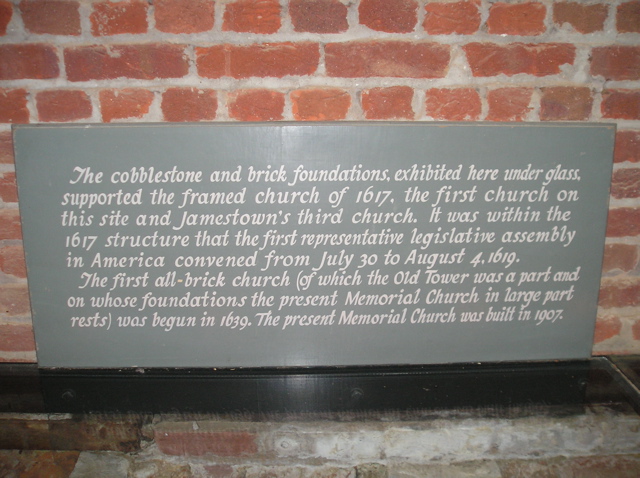 The cobblestone and brick foundations, exhibited here under glass,
supported the framed church of 1617, the first church on
this site and Jamestown's third church. It was within the
1617 structure that the first representative legislative assembly
in America convened from July 30 to August 4, 1619.
The first all-brick church (of which the Old Tower was a part and
on whose foundations the present Memorial Church in large part
rests) was begun in 1639. The present Memorial Church was built in 1907.